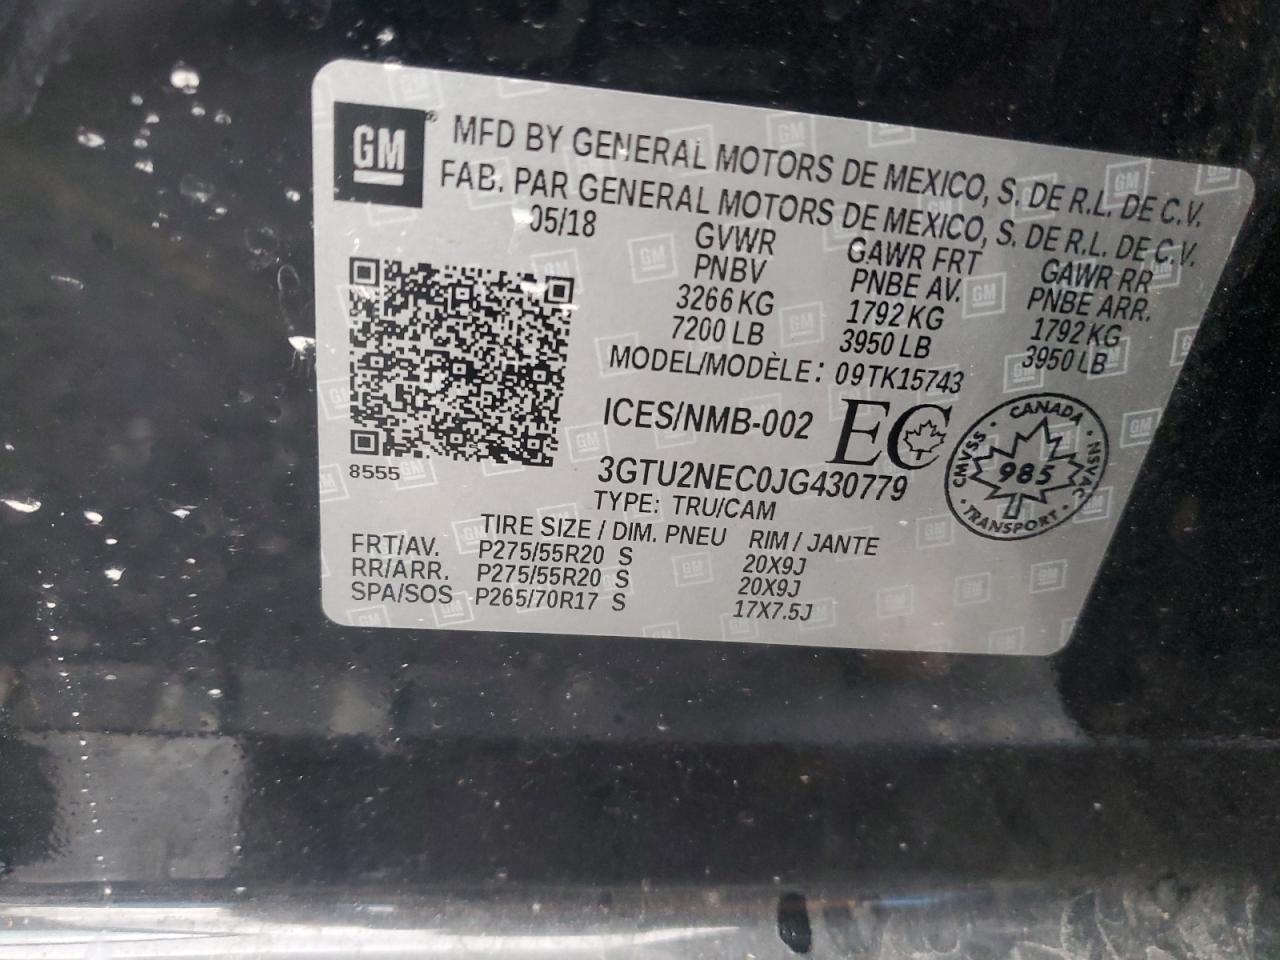 GM ®
MFD BY GENERAL MOTORS DE MEXICO, S. DE R.L. DE C.V.
FAB. PAR GENERAL MOTORS DE MEXICO, S. DE R.L. DE C.V.
05/18 GVWR GAWR FRT GAWR RR
PNBV PNBE AV. PNBE ARR.
3266 KG 1792 KG 1792 KG
7200 LB 3950 LB 3950 LB
MODEL/MODÈLE: 09TK15743
ICES/NMB-002 EC
CANADA
CMVSS 985 NSVAC
TRANSPORT
8555
3GTU2NEC0JG430779
TYPE: TRU/CAM
TIRE SIZE / DIM. PNEU RIM / JANTE
FRT/AV. P275/55R20 S 20X9J
RR/ARR. P275/55R20 S 20X9J
SPA/SOS P265/70R17 S 17X7.5J